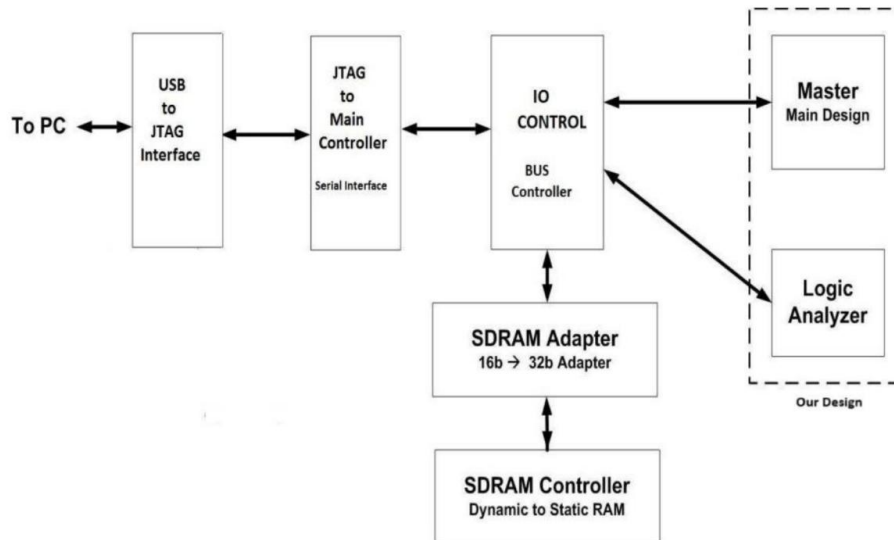 To PC
USB
to
JTAG
Interface
JTAG
to
Main
Controller
Serial Interface
IO
CONTROL
BUS
Controller
Master
Main Design
Logic
Analyzer
Our Design
SDRAM Adapter
16b → 32b Adapter
SDRAM Controller
Dynamic to Static RAM